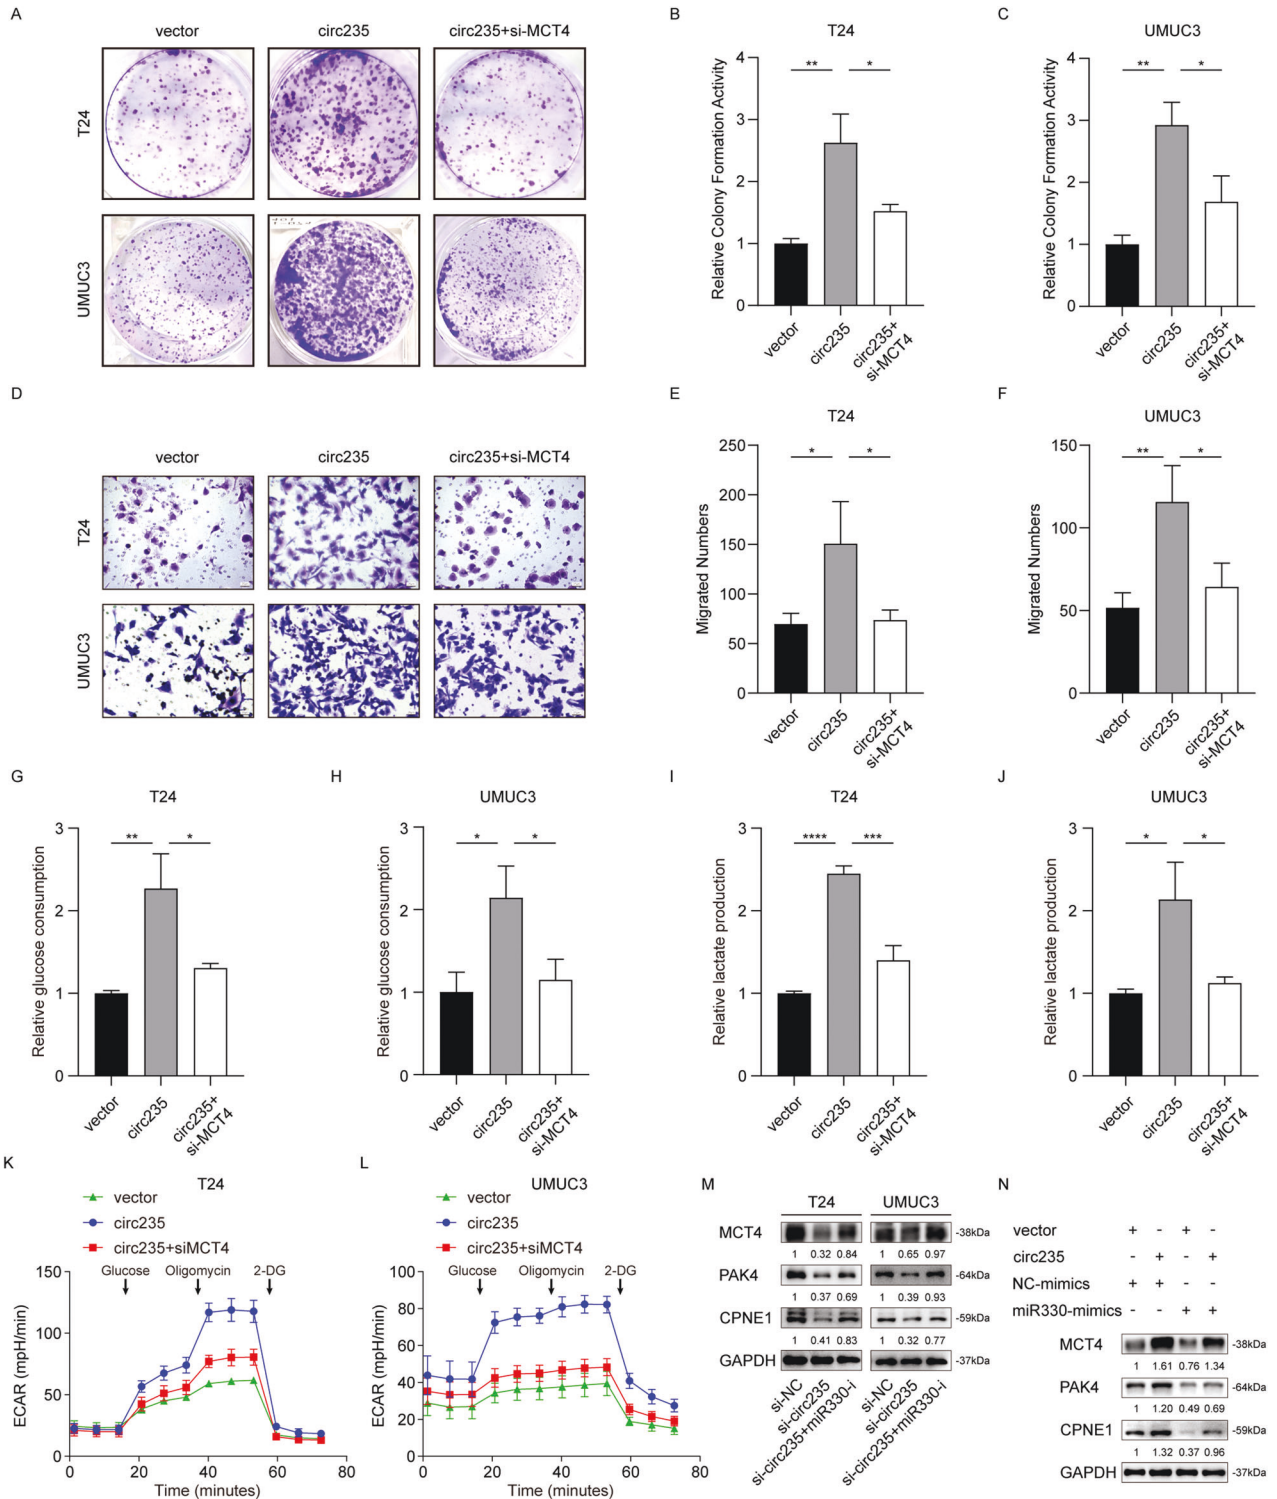 A
vector circ235 circ235+si-MCT4
T24
UMUC3
B
T24
Relative Colony Formation Activity
4
3
2
1
0
** *
vector circ235 circ235+
si-MCT4
C
UMUC3
Relative Colony Formation Activity
4
3
2
1
0
** *
vector circ235 circ235+
si-MCT4
D
vector circ235 circ235+si-MCT4
T24
UMUC3
E
T24
Migrated Numbers
250
200
150
100
50
0
* *
vector circ235 circ235+
si-MCT4
F
UMUC3
Migrated Numbers
150
100
50
0
** *
vector circ235 circ235+
si-MCT4
G
T24
Relative glucose consumption
3
2
1
0
** *
vector circ235 circ235+
si-MCT4
H
UMUC3
Relative glucose consumption
3
2
1
0
* *
vector circ235 circ235+
si-MCT4
I
T24
Relative lactate production
3
2
1
0
**** ***
vector circ235 circ235+
si-MCT4
J
UMUC3
Relative lactate production
3
2
1
0
* *
vector circ235 circ235+
si-MCT4
K
T24
vector
circ235
circ235+siMCT4
Glucose Oligomycin 2-DG
ECAR (mpH/min)
150
100
50
0
0 20 40 60 80
Time (minutes)
L
UMUC3
vector
circ235
circ235+siMCT4
Glucose Oligomycin 2-DG
ECAR (mpH/min)
100
80
60
40
20
0
0 20 40 60 80
Time (minutes)
M
T24 UMUC3
MCT4 -38kDa
1 0.32 0.84 1 0.65 0.97
PAK4 -64kDa
1 0.37 0.69 1 0.39 0.93
CPNE1 -59kDa
1 0.41 0.83 1 0.32 0.77
GAPDH -37kDa
si-NC si-circ235 si-circ235+miR330-i si-NC si-circ235 si-circ235+miR330-i
N
vector + - + -
circ235 - + - +
NC-mimics + + - -
miR330-mimics - - + +
MCT4 -38kDa
1 1.61 0.76 1.34
PAK4 -64kDa
1 1.20 0.49 0.69
CPNE1 -59kDa
1 1.32 0.37 0.96
GAPDH -37kDa